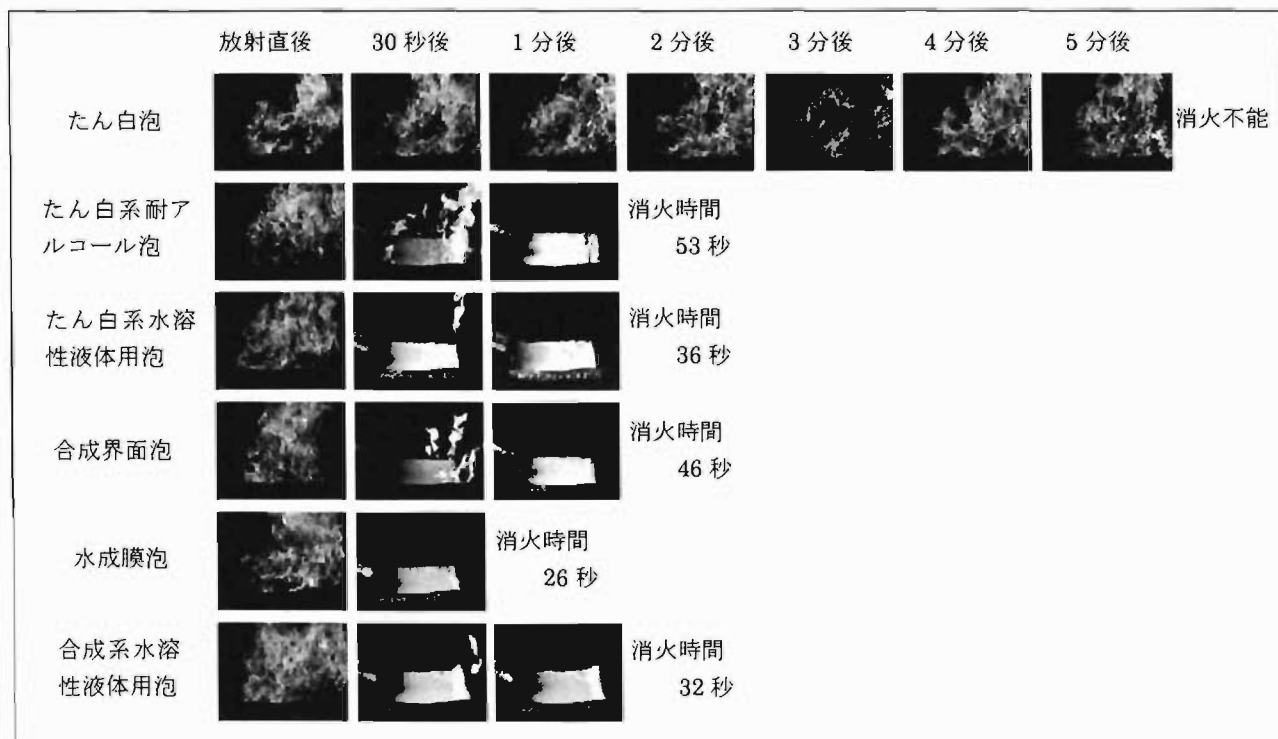 放射直後 30秒後 1分後 2分後 3分後 4分後 5分後
たん白泡
消火不能
たん白系耐ア
ルコール泡
消火時間
53秒
たん白系水溶
性液体用泡
消火時間
36秒
合成界面泡
消火時間
46秒
水成膜泡
消火時間
26秒
合成系水溶
性液体用泡
消火時間
32秒